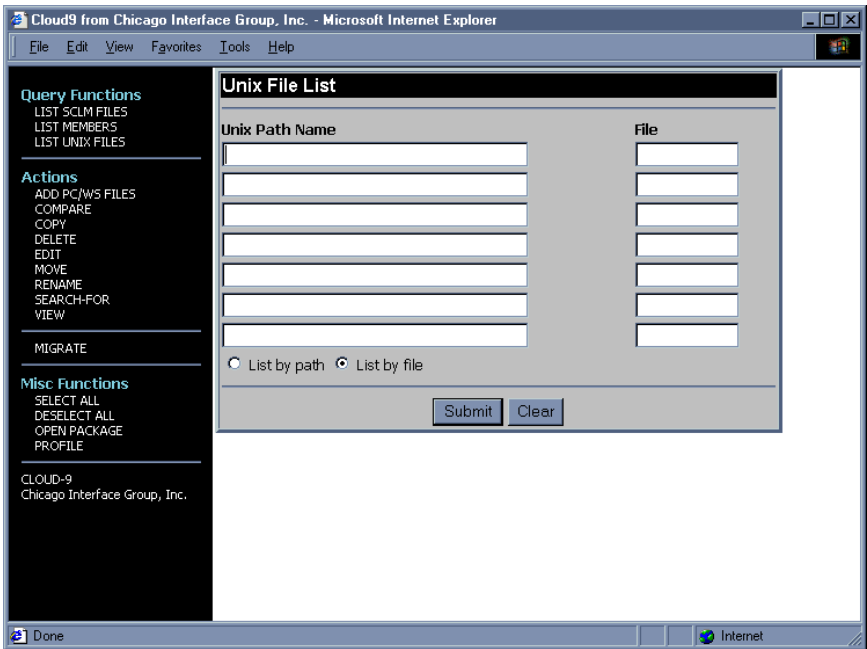 Cloud9 from Chicago Interface Group, Inc. - Microsoft Internet Explorer
File Edit View Favorites Tools Help
Query Functions
LIST SCLM FILES
LIST MEMBERS
LIST UNIX FILES
Actions
ADD PC/WS FILES
COMPARE
COPY
DELETE
EDIT
MOVE
RENAME
SEARCH-FOR
VIEW
MIGRATE
Misc Functions
SELECT ALL
DESELECT ALL
OPEN PACKAGE
PROFILE
CLOUD-9
Chicago Interface Group, Inc.
Unix File List
Unix Path Name File
List by path List by file
Submit Clear
Done Internet